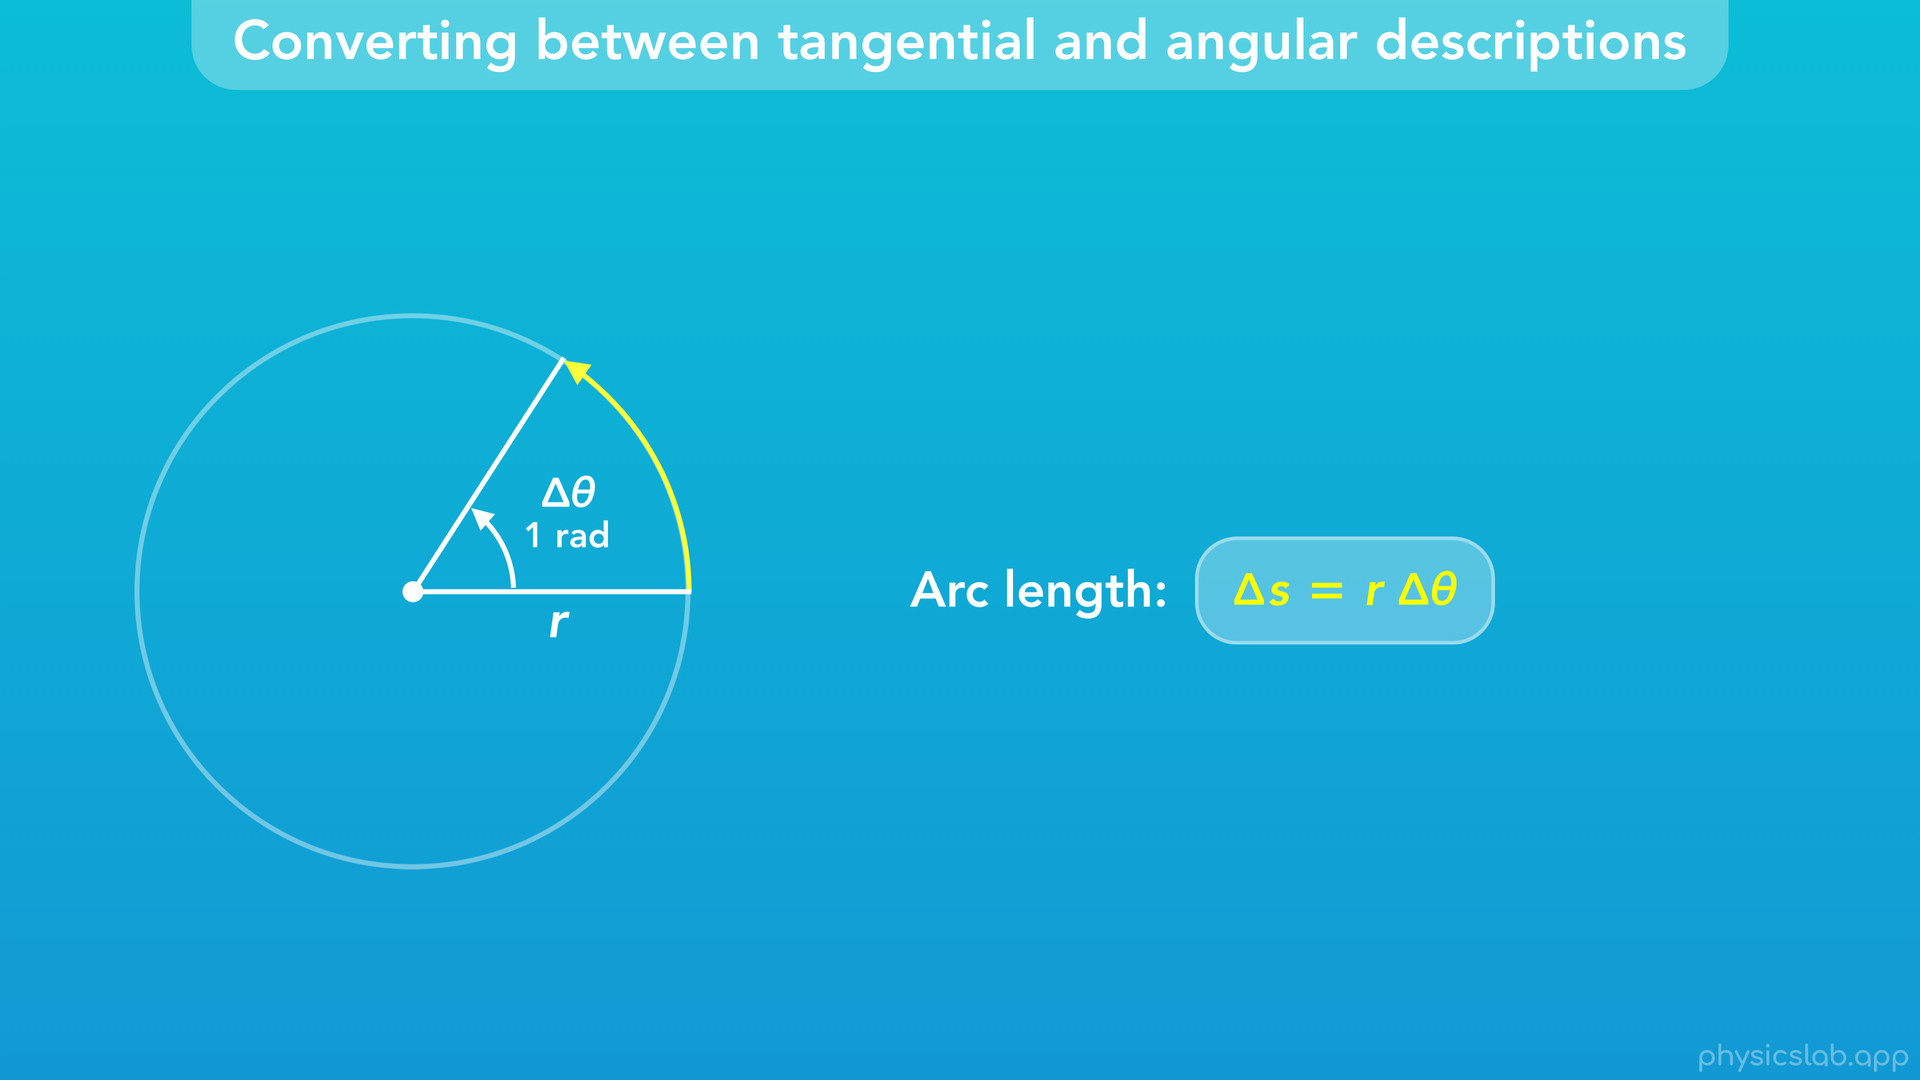 Converting between tangential and angular descriptions
Δθ
1 rad
r
Arc length: Δs = r Δθ
physicslab.app